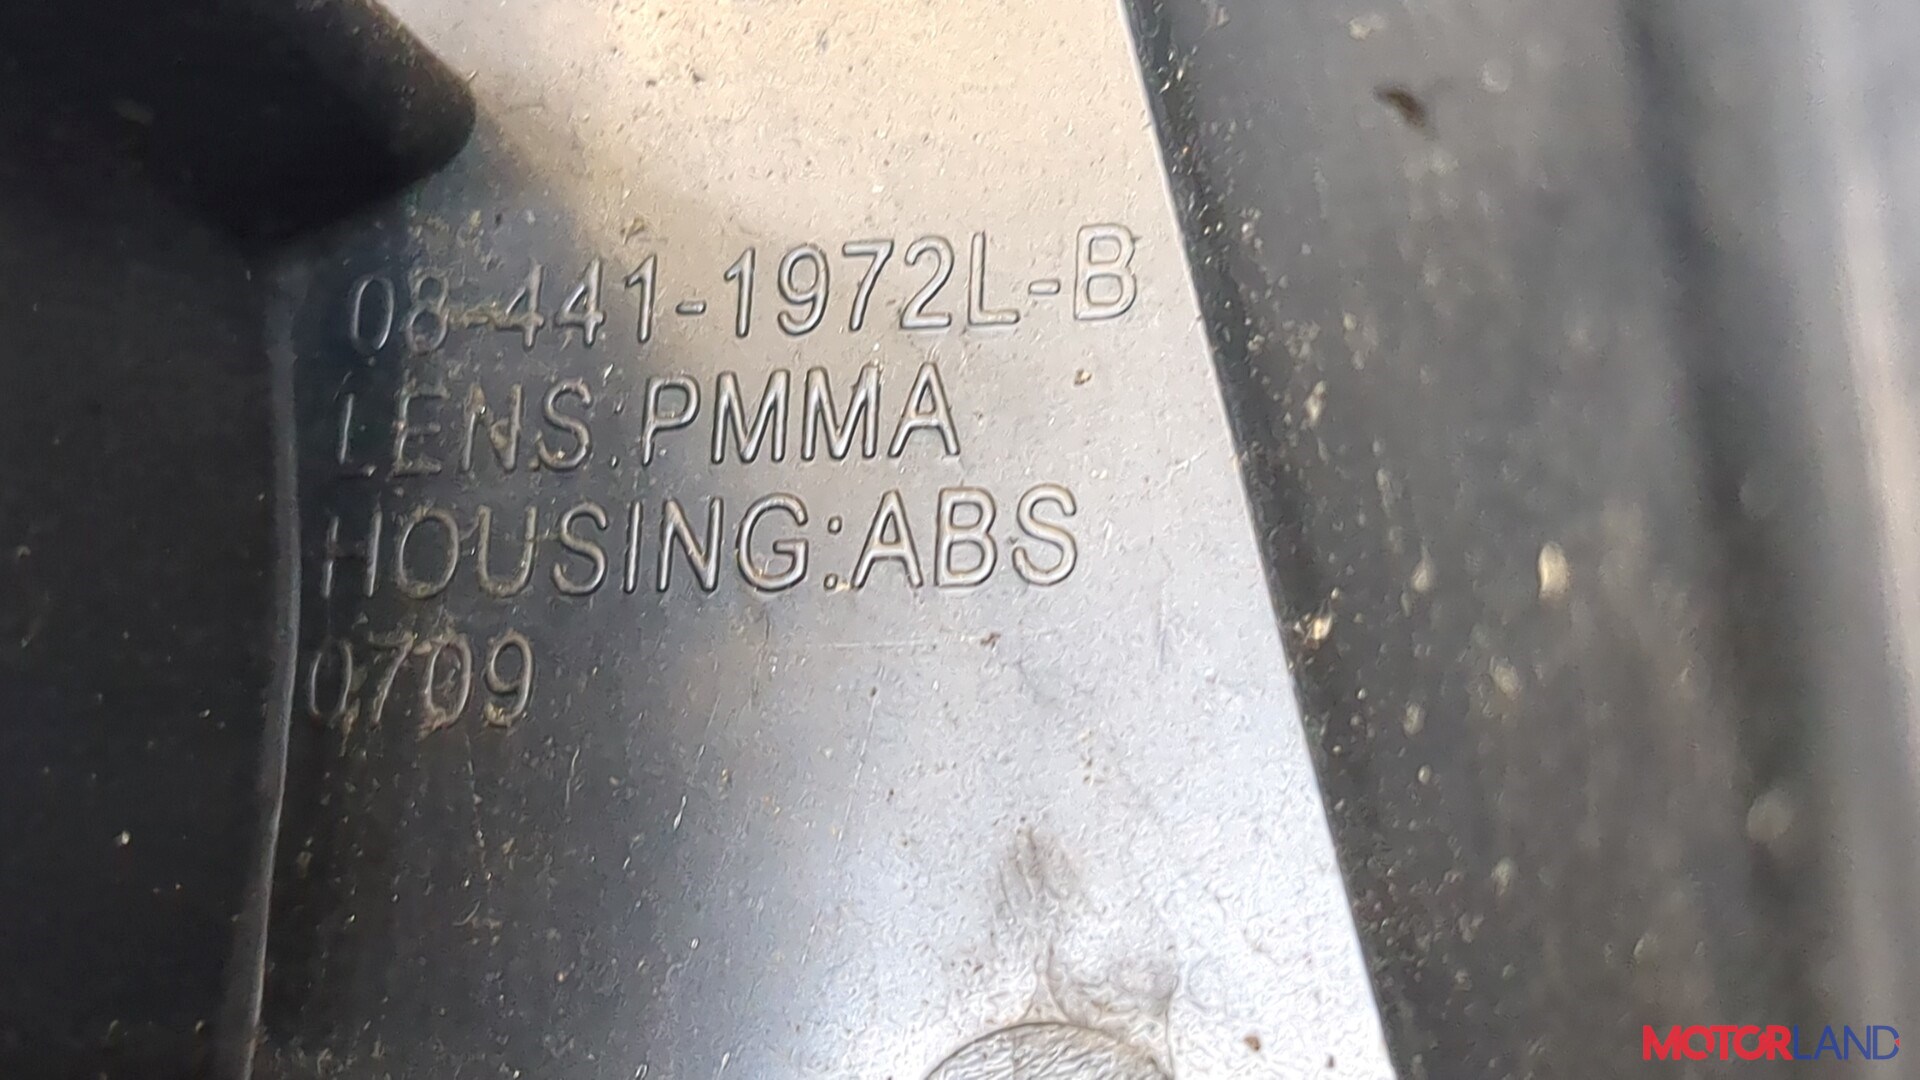 08-441-1972L-B
LENS:PMMA
HOUSING:ABS
0709
MOTORLAND